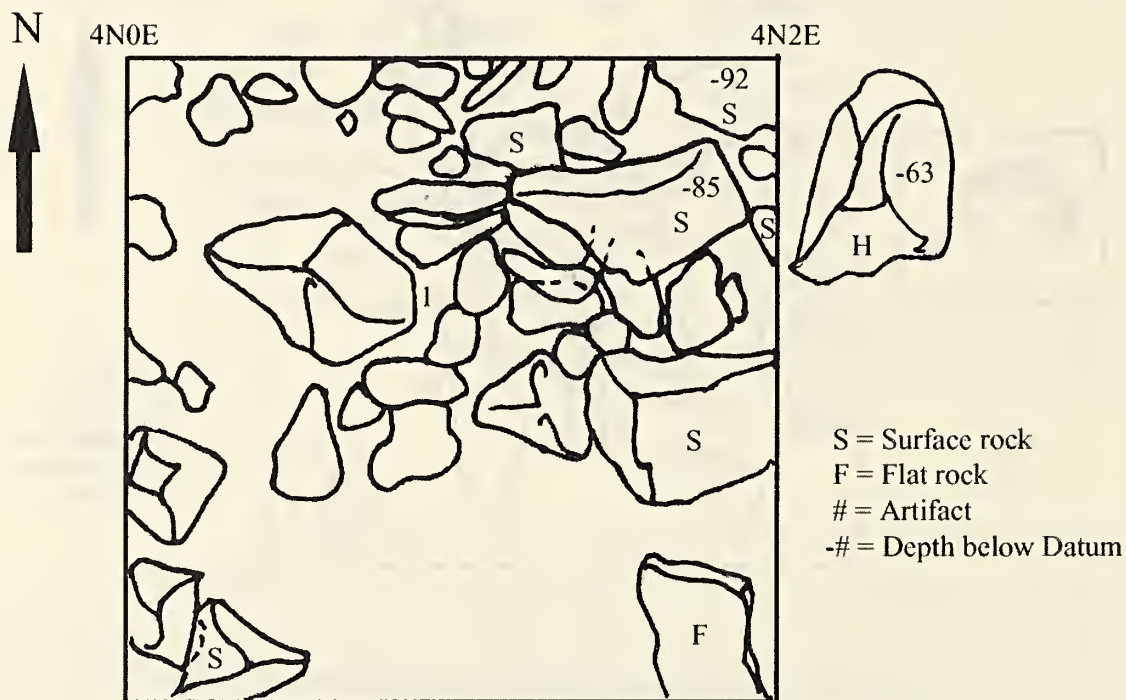 N
4N0E
4N2E
-92
S
S
-85
S
S
-63
H
1
S
S = Surface rock
F = Flat rock
# = Artifact
-# = Depth below Datum
F
S